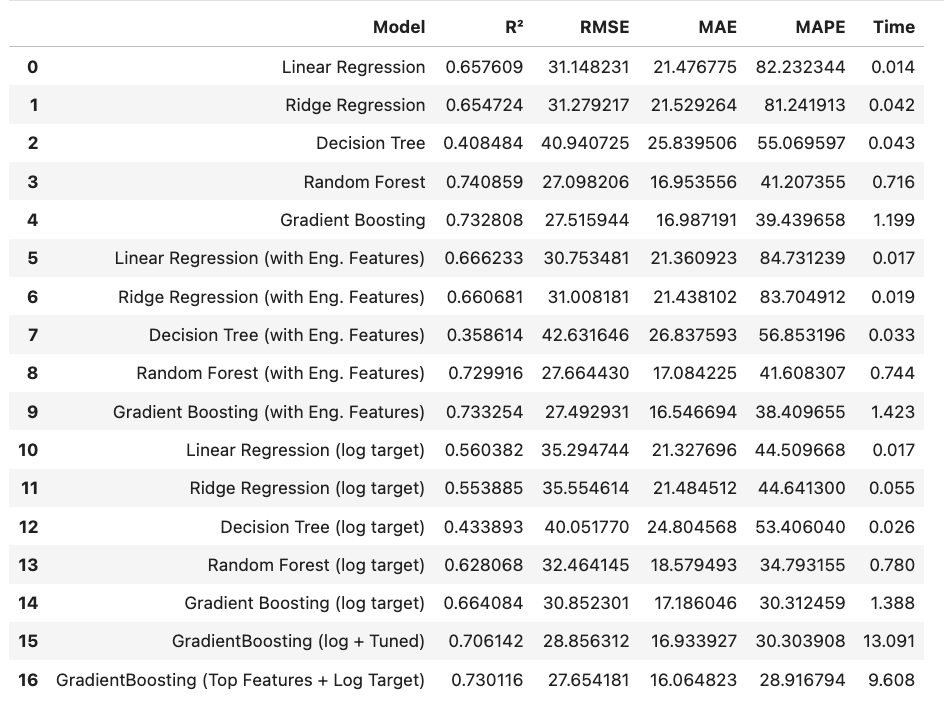 Model R² RMSE MAE MAPE Time
0 Linear Regression 0.657609 31.148231 21.476775 82.232344 0.014
1 Ridge Regression 0.654724 31.279217 21.529264 81.241913 0.042
2 Decision Tree 0.408484 40.940725 25.839506 55.069597 0.043
3 Random Forest 0.740859 27.098206 16.953556 41.207355 0.716
4 Gradient Boosting 0.732808 27.515944 16.987191 39.439658 1.199
5 Linear Regression (with Eng. Features) 0.666233 30.753481 21.360923 84.731239 0.017
6 Ridge Regression (with Eng. Features) 0.660681 31.008181 21.438102 83.704912 0.019
7 Decision Tree (with Eng. Features) 0.358614 42.631646 26.837593 56.853196 0.033
8 Random Forest (with Eng. Features) 0.729916 27.664430 17.084225 41.608307 0.744
9 Gradient Boosting (with Eng. Features) 0.733254 27.492931 16.546694 38.409655 1.423
10 Linear Regression (log target) 0.560382 35.294744 21.327696 44.509668 0.017
11 Ridge Regression (log target) 0.553885 35.554614 21.484512 44.641300 0.055
12 Decision Tree (log target) 0.433893 40.051770 24.804568 53.406040 0.026
13 Random Forest (log target) 0.628068 32.464145 18.579493 34.793155 0.780
14 Gradient Boosting (log target) 0.664084 30.852301 17.186046 30.312459 1.388
15 GradientBoosting (log + Tuned) 0.706142 28.856312 16.933927 30.303908 13.091
16 GradientBoosting (Top Features + Log Target) 0.730116 27.654181 16.064823 28.916794 9.608